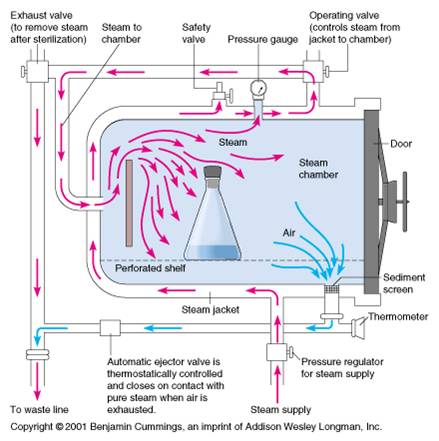 Exhaust valve
(to remove steam
after sterilization)
Steam to
chamber
Safety
valve
Pressure gauge
Operating valve
(controls steam from
jacket to chamber)
Steam
Steam
chamber
Door
Air
Perforated shelf
Sediment
screen
Steam jacket
Thermometer
Automatic ejector valve is
thermostatically controlled
and closes on contact with
pure steam when air is
exhausted.
Pressure regulator
for steam supply
To waste line
Steam supply
Copyright © 2001 Benjamin Cummings, an imprint of Addison Wesley Longman, Inc.